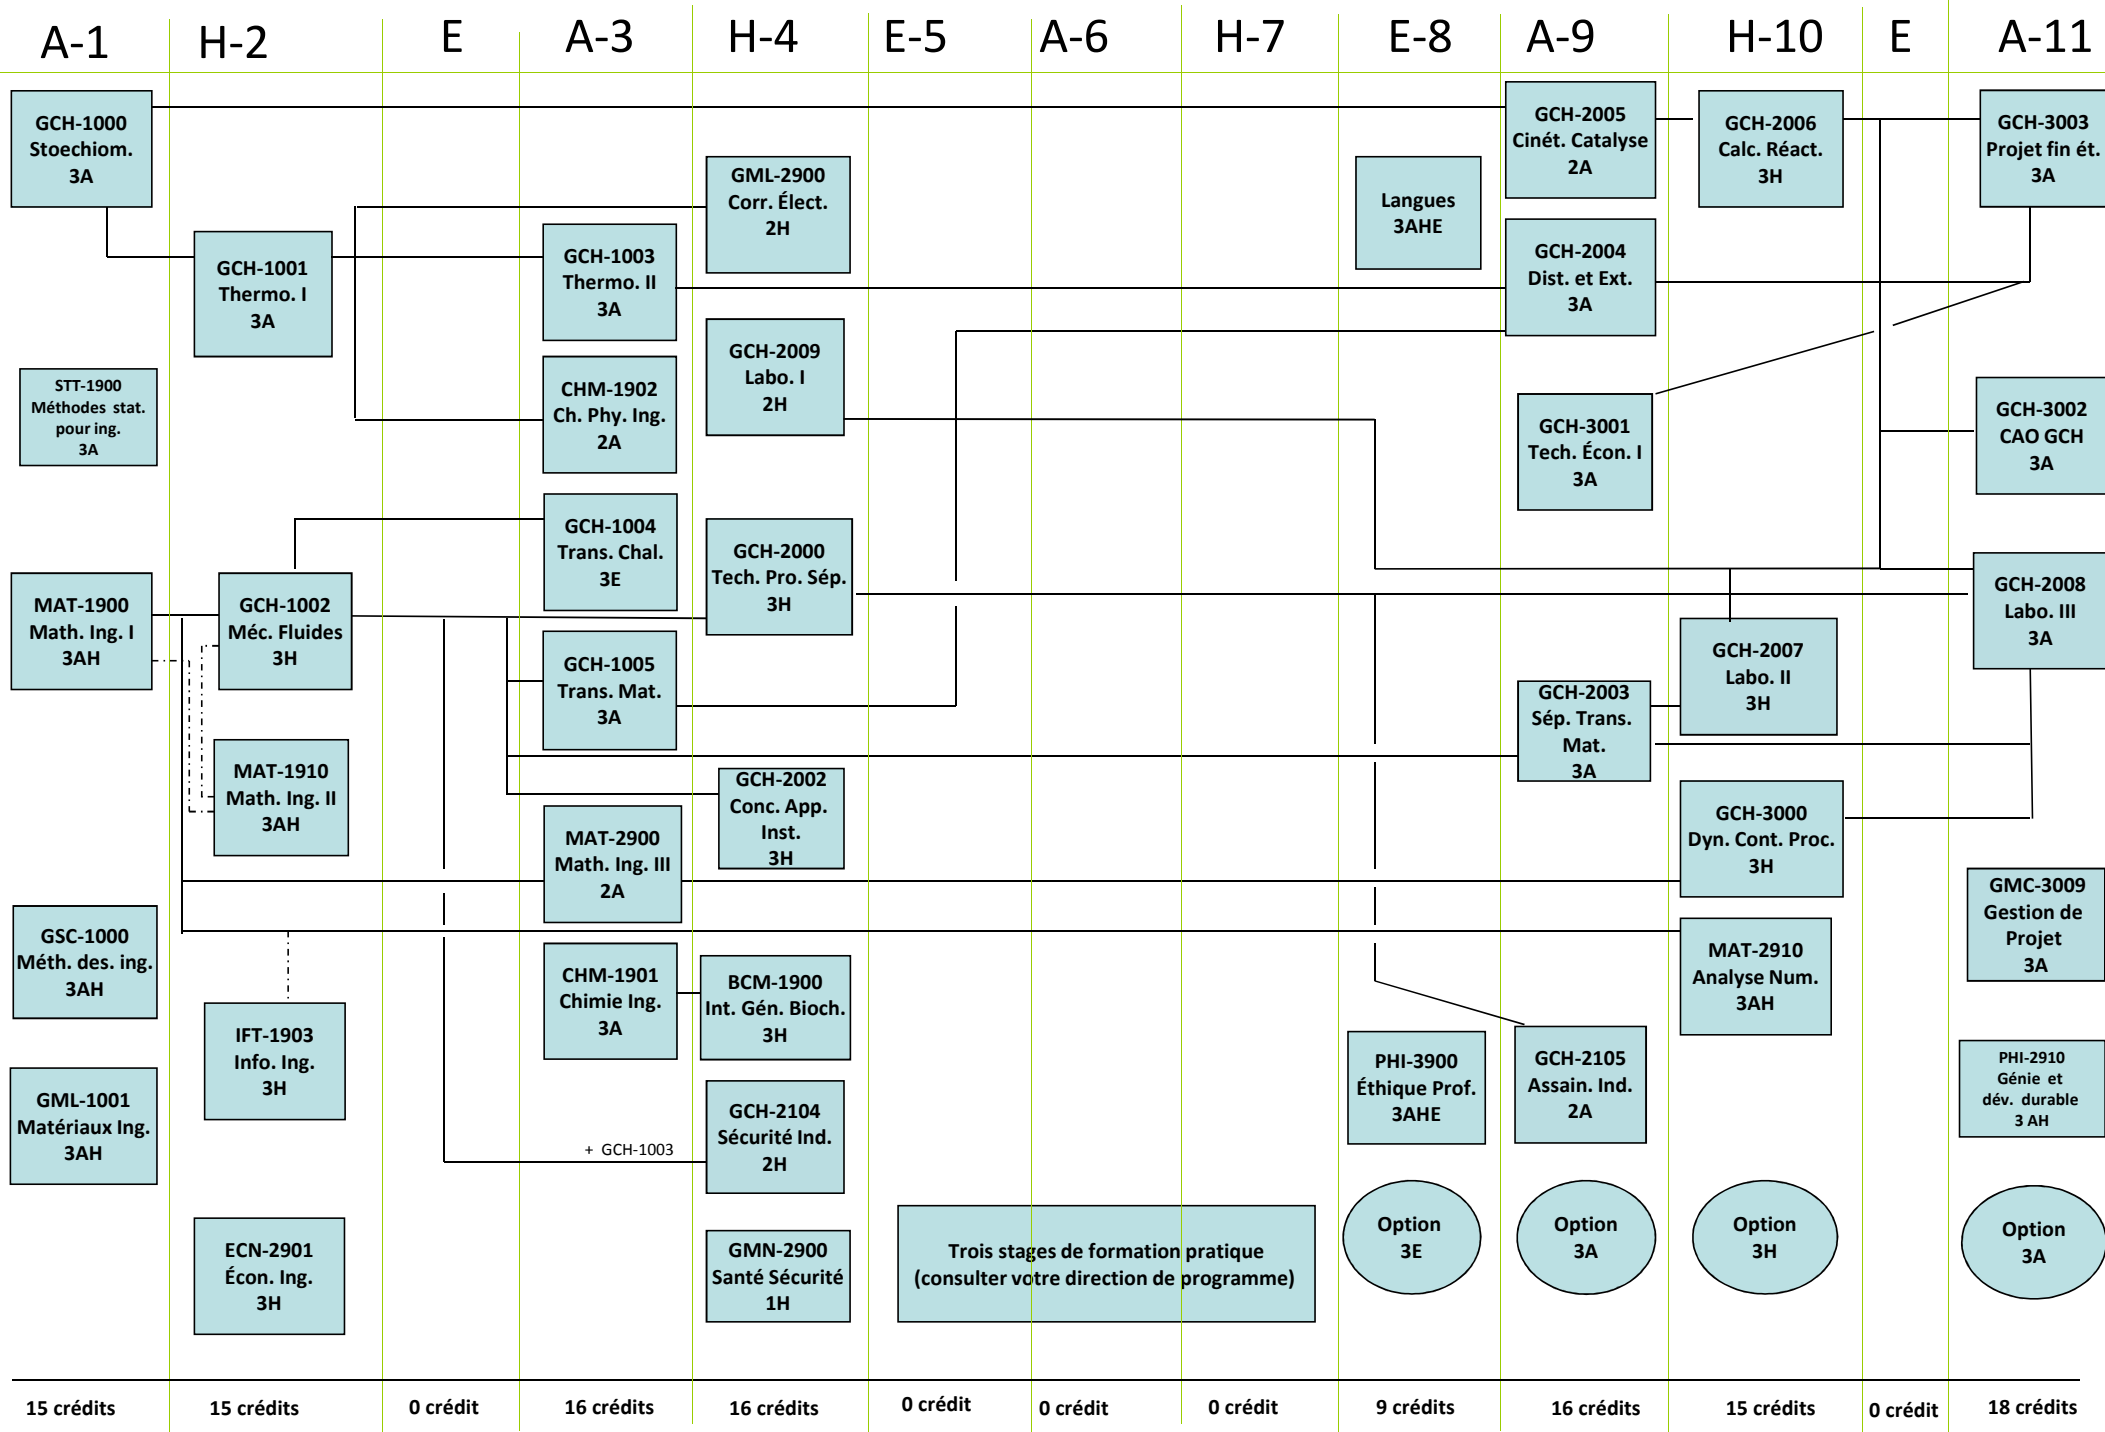 A-1
H-2
E
A-3
H-4
E-5
A-6
H-7
E-8
A-9
H-10
E
A-11
GCH-1000
Stoechiom.
3A
STT-1900
Méthodes stat.
pour ing.
3A
MAT-1900
Math. Ing. I
3AH
GSC-1000
Méth. des. ing.
3AH
GML-1001
Matériaux Ing.
3AH
GCH-1001
Thermo. I
3A
GCH-1002
Méc. Fluides
3H
MAT-1910
Math. Ing. II
3AH
IFT-1903
Info. Ing.
3H
ECN-2901
Écon. Ing.
3H
GCH-1003
Thermo. II
3A
CHM-1902
Ch. Phy. Ing.
2A
GCH-1004
Trans. Chal.
3E
GCH-1005
Trans. Mat.
3A
MAT-2900
Math. Ing. III
2A
CHM-1901
Chimie Ing.
3A
+ GCH-1003
GML-2900
Corr. Élect.
2H
GCH-2009
Labo. I
2H
GCH-2000
Tech. Pro. Sép.
3H
GCH-2002
Conc. App.
Inst.
3H
BCM-1900
Int. Gén. Bioch.
3H
GCH-2104
Sécurité Ind.
2H
GMN-2900
Santé Sécurité
1H
Trois stages de formation pratique
(consulter votre direction de programme)
Langues
3AHE
PHI-3900
Éthique Prof.
3AHE
Option
3E
GCH-2005
Cinét. Catalyse
2A
GCH-2004
Dist. et Ext.
3A
GCH-3001
Tech. Écon. I
3A
GCH-2003
Sép. Trans.
Mat.
3A
GCH-2105
Assain. Ind.
2A
Option
3A
GCH-2006
Calc. Réact.
3H
GCH-2007
Labo. II
3H
GCH-3000
Dyn. Cont. Proc.
3H
MAT-2910
Analyse Num.
3AH
Option
3H
GCH-3003
Projet fin ét.
3A
GCH-3002
CAO GCH
3A
GCH-2008
Labo. III
3A
GMC-3009
Gestion de
Projet
3A
PHI-2910
Génie et
dév. durable
3 AH
Option
3A
15 crédits
15 crédits
0 crédit
16 crédits
16 crédits
0 crédit
0 crédit
0 crédit
9 crédits
16 crédits
15 crédits
0 crédit
18 crédits